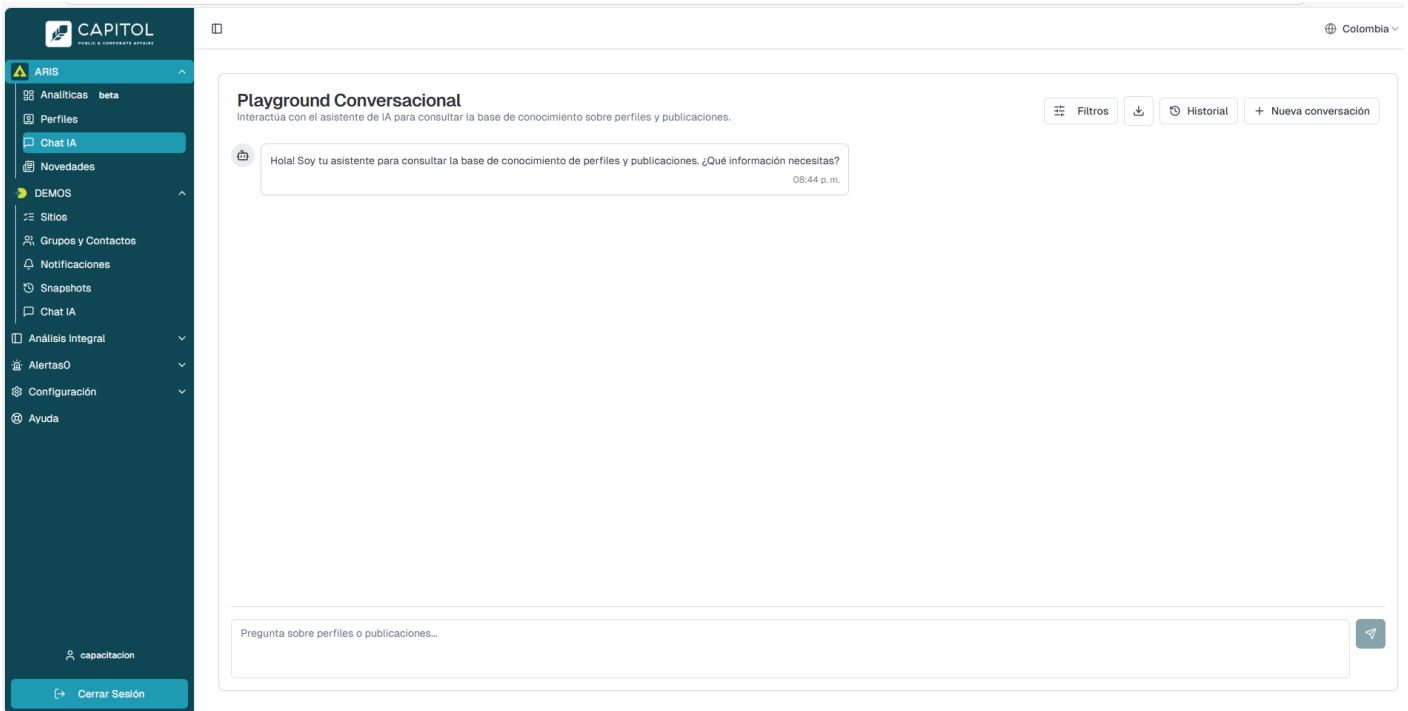 CAPITOL
PUBLIC & CORPORATE AFFAIRS
ARIS
Analíticas beta
Perfiles
Chat IA
Novedades
DEMOS
Sitios
Grupos y Contactos
Notificaciones
Snapshots
Chat IA
Análisis Integral
Alertas0
Configuración
Ayuda
capacitacion
Cerrar Sesión
Colombia
Playground Conversacional
Interactúa con el asistente de IA para consultar la base de conocimiento sobre perfiles y publicaciones.
Filtros
Historial
+ Nueva conversación
Hola! Soy tu asistente para consultar la base de conocimiento de perfiles y publicaciones. ¿Qué información necesitas?
08:44 p. m.
Pregunta sobre perfiles o publicaciones...